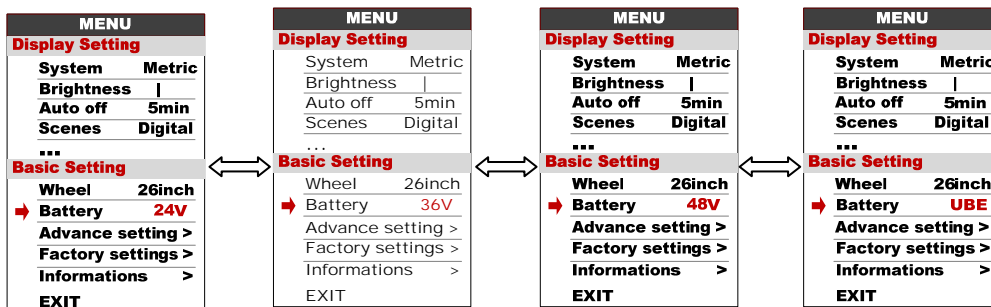 MENU
Display Setting
System Metric
Brightness |
Auto off 5min
Scenes Digital
...
Basic Setting
Wheel 26inch
Battery 24V
Advance setting >
Factory settings >
Informations >
EXIT
MENU
Display Setting
System Metric
Brightness |
Auto off 5min
Scenes Digital
...
Basic Setting
Wheel 26inch
Battery 36V
Advance setting >
Factory settings >
Informations >
EXIT
MENU
Display Setting
System Metric
Brightness |
Auto off 5min
Scenes Digital
...
Basic Setting
Wheel 26inch
Battery 48V
Advance setting >
Factory settings >
Informations >
EXIT
MENU
Display Setting
System Metric
Brightness |
Auto off 5min
Scenes Digital
...
Basic Setting
Wheel 26inch
Battery UBE
Advance setting >
Factory settings >
Informations >
EXIT